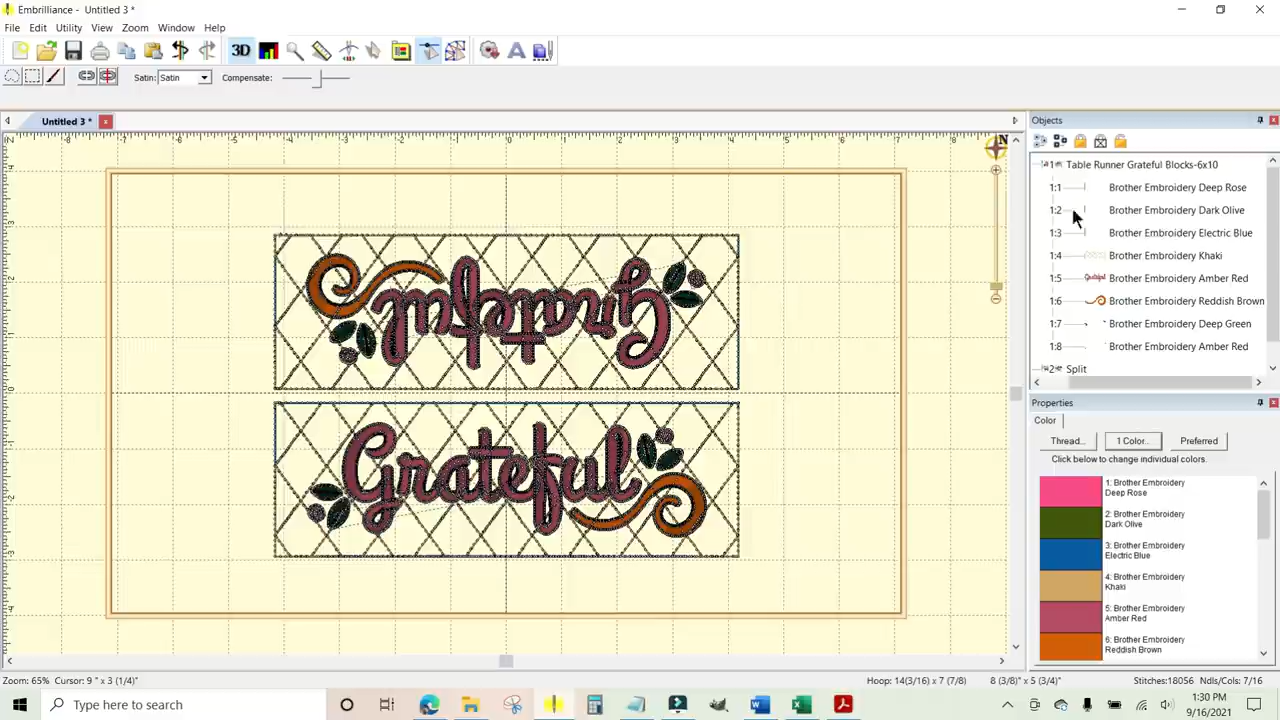 Embrilliance - Untitled 3 *
File Edit Utility View Zoom Window Help
3D
Satin: Satin Compensate:
Untitled 3 *
Objects
1 Table Runner Grateful Blocks-6x10
1:1 Brother Embroidery Deep Rose
1:2 Brother Embroidery Dark Olive
1:3 Brother Embroidery Electric Blue
1:4 Brother Embroidery Khaki
1:5 Brother Embroidery Amber Red
1:6 Brother Embroidery Reddish Brown
1:7 Brother Embroidery Deep Green
1:8 Brother Embroidery Amber Red
2 Split
Grateful
Grateful
Properties
Color
Thread... 1 Color... Preferred
Click below to change individual colors.
1: Brother Embroidery
Deep Rose
2: Brother Embroidery
Dark Olive
3: Brother Embroidery
Electric Blue
4: Brother Embroidery
Khaki
5: Brother Embroidery
Amber Red
6: Brother Embroidery
Reddish Brown
Zoom: 65% Cursor: 9 " x 3 (1/4)" Hoop: 14(3/16) x 7 (7/8) 8 (3/8)" x 5 (3/4)" Stitches:18056 Ndls/Cols: 7/16
Type here to search
1:30 PM
9/16/2021